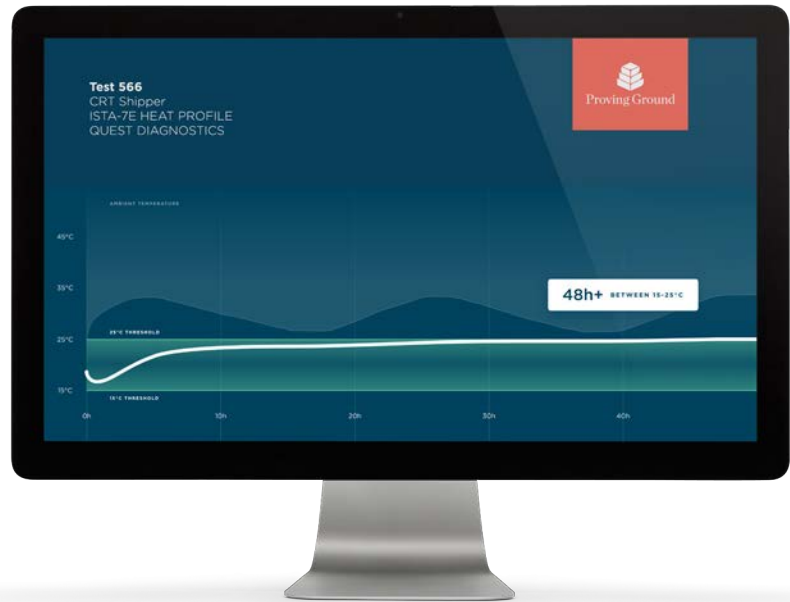 Test 566
CRT Shipper
ISTA-7E HEAT PROFILE
QUEST DIAGNOSTICS
Proving Ground
AMBIENT TEMPERATURE
45°C
35°C
48h+ BETWEEN 15-25°C
25°C THRESHOLD
25°C
15°C
15°C THRESHOLD
0h 10h 20h 30h 40h